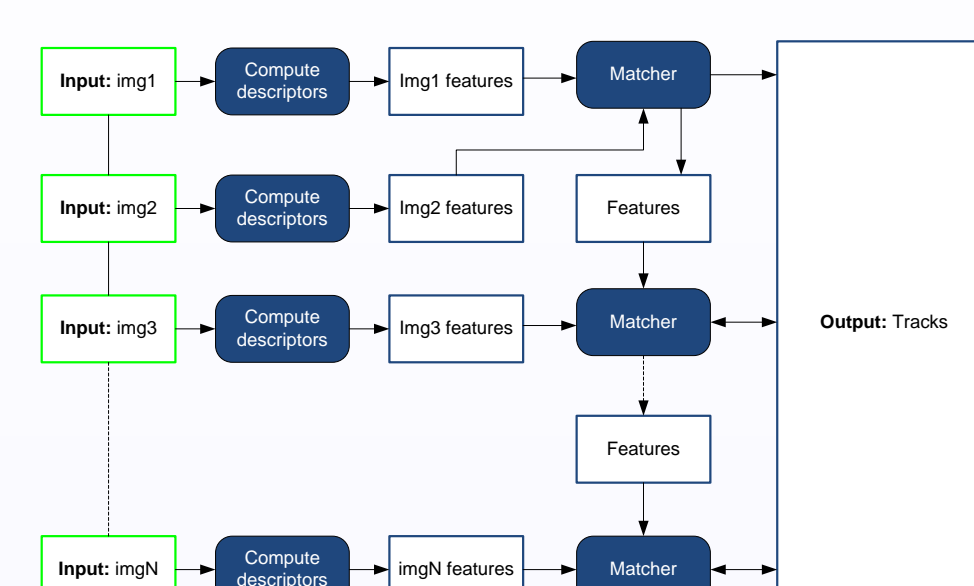 Input: img1
Compute
descriptors
Img1 features
Matcher
Input: img2
Compute
descriptors
Img2 features
Features
Input: img3
Compute
descriptors
Img3 features
Matcher
Output: Tracks
Features
Input: imgN
Compute
descriptors
imgN features
Matcher